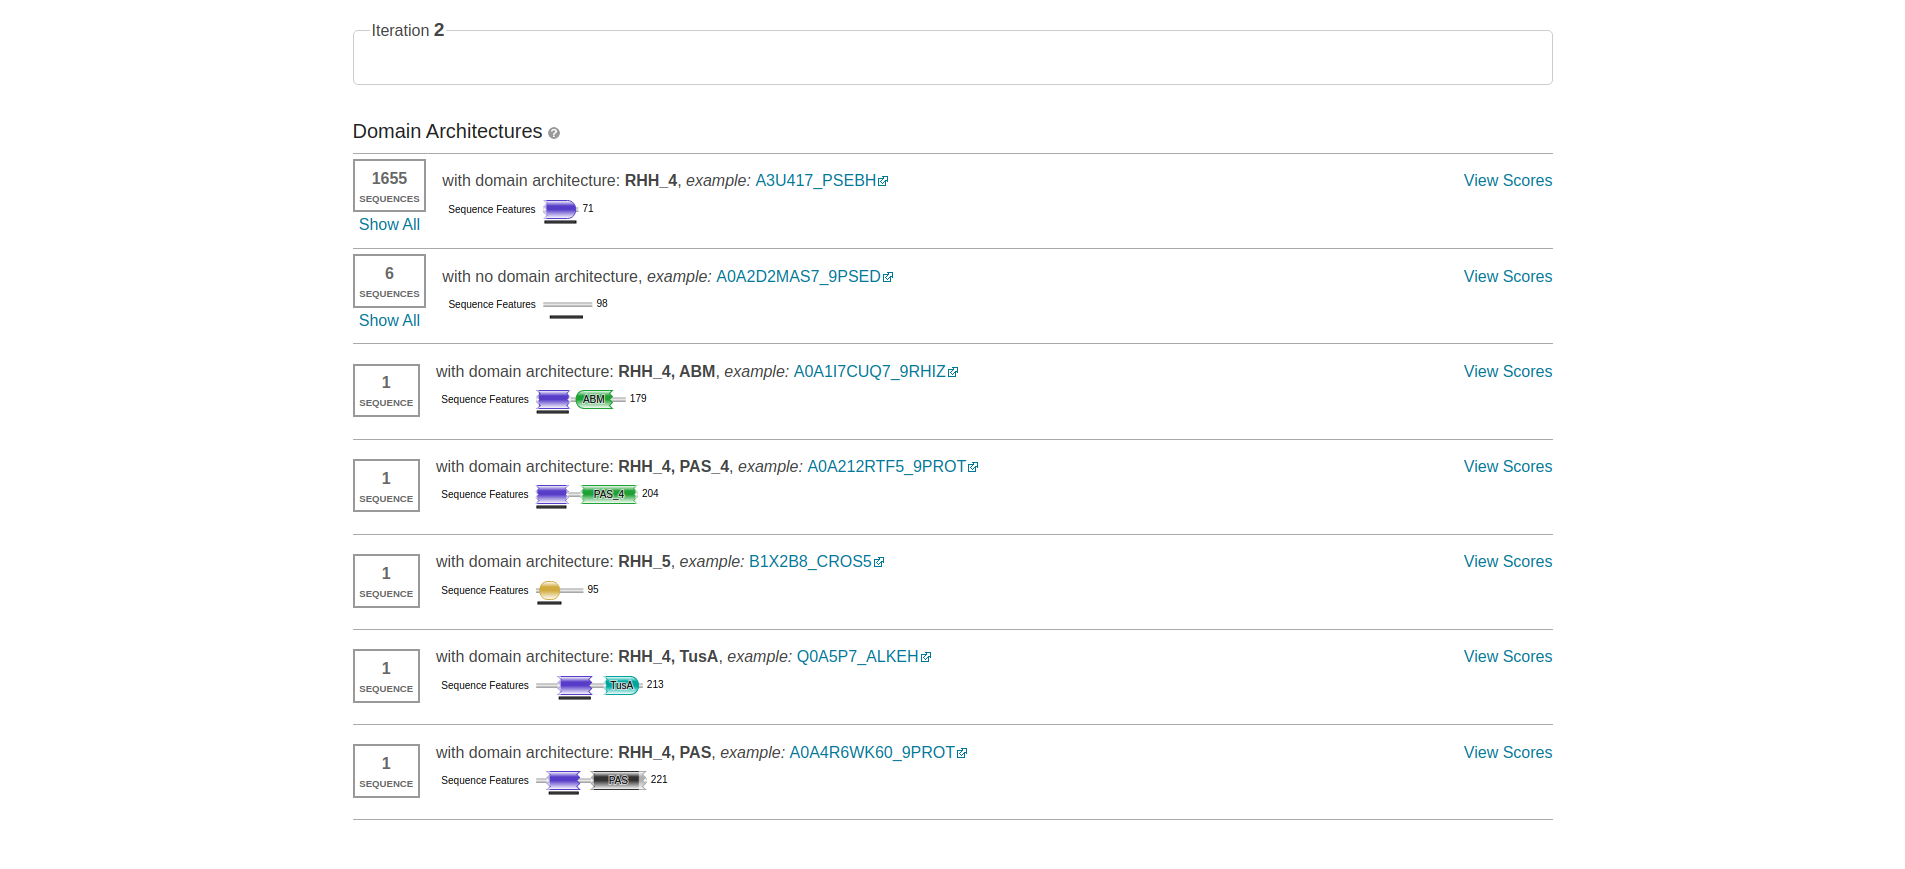 Iteration 2
Domain Architectures ?
1655
SEQUENCES
Show All
with domain architecture: RHH_4, example: A3U417_PSEBH
View Scores
Sequence Features 71
6
SEQUENCES
Show All
with no domain architecture, example: A0A2D2MAS7_9PSED
View Scores
Sequence Features 98
1
SEQUENCE
with domain architecture: RHH_4, ABM, example: A0A1I7CUQ7_9RHIZ
View Scores
Sequence Features ABM 179
1
SEQUENCE
with domain architecture: RHH_4, PAS_4, example: A0A212RTF5_9PROT
View Scores
Sequence Features PAS_4 204
1
SEQUENCE
with domain architecture: RHH_5, example: B1X2B8_CROS5
View Scores
Sequence Features 95
1
SEQUENCE
with domain architecture: RHH_4, TusA, example: Q0A5P7_ALKEH
View Scores
Sequence Features TusA 213
1
SEQUENCE
with domain architecture: RHH_4, PAS, example: A0A4R6WK60_9PROT
View Scores
Sequence Features PAS 221